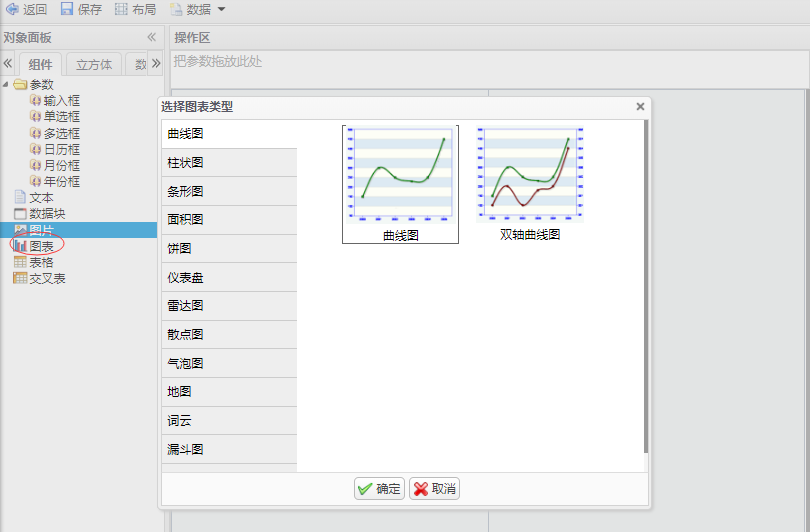 返回 保存 布局 数据
对象面板
操作区
组件 立方体 数
把参数拖放此处
参数
输入框
单选框
多选框
日历框
月份框
年份框
文本
数据块
图片
图表
表格
交叉表
选择图表类型
曲线图
柱状图
条形图
面积图
饼图
仪表盘
雷达图
散点图
气泡图
地图
词云
漏斗图
曲线图
双轴曲线图
确定 取消